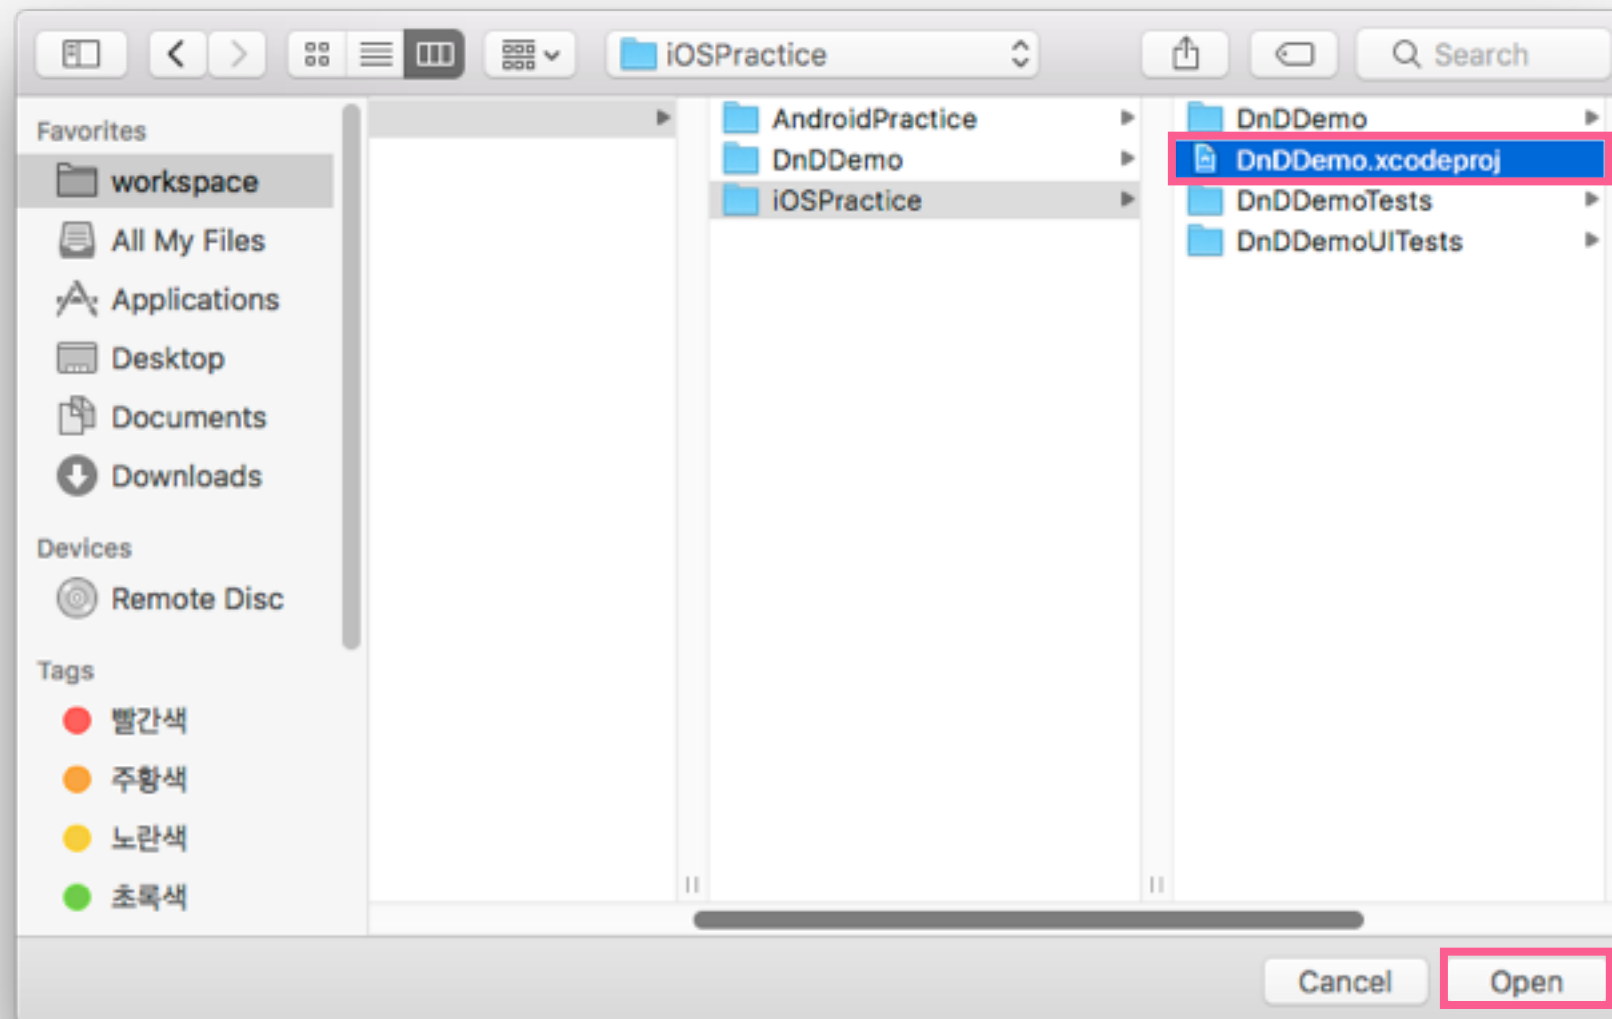 iOSPractice
Search
Favorites
workspace
All My Files
Applications
Desktop
Documents
Downloads
Devices
Remote Disc
Tags
빨간색
주황색
노란색
초록색
AndroidPractice
DnDDemo
iOSPractice
DnDDemo
DnDDemo.xcodeproj
DnDDemoTests
DnDDemoUITests
Cancel
Open